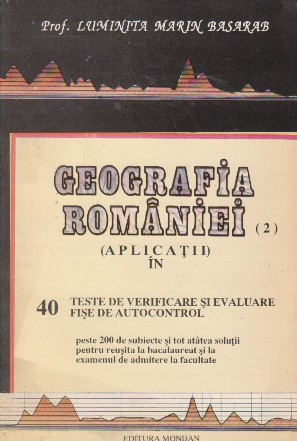 Prof. LUMINITA MARIN BASARAB
GEOGRAFIA
ROMÂNIEI (2)
(APLICAȚII)
ÎN
40 TESTE DE VERIFICARE ȘI EVALUARE
FIȘE DE AUTOCONTROL
peste 200 de subiecte și tot atâtea soluții
pentru reușita la bacalaureat și la
examenul de admitere la facultate
EDITURA MONDAN